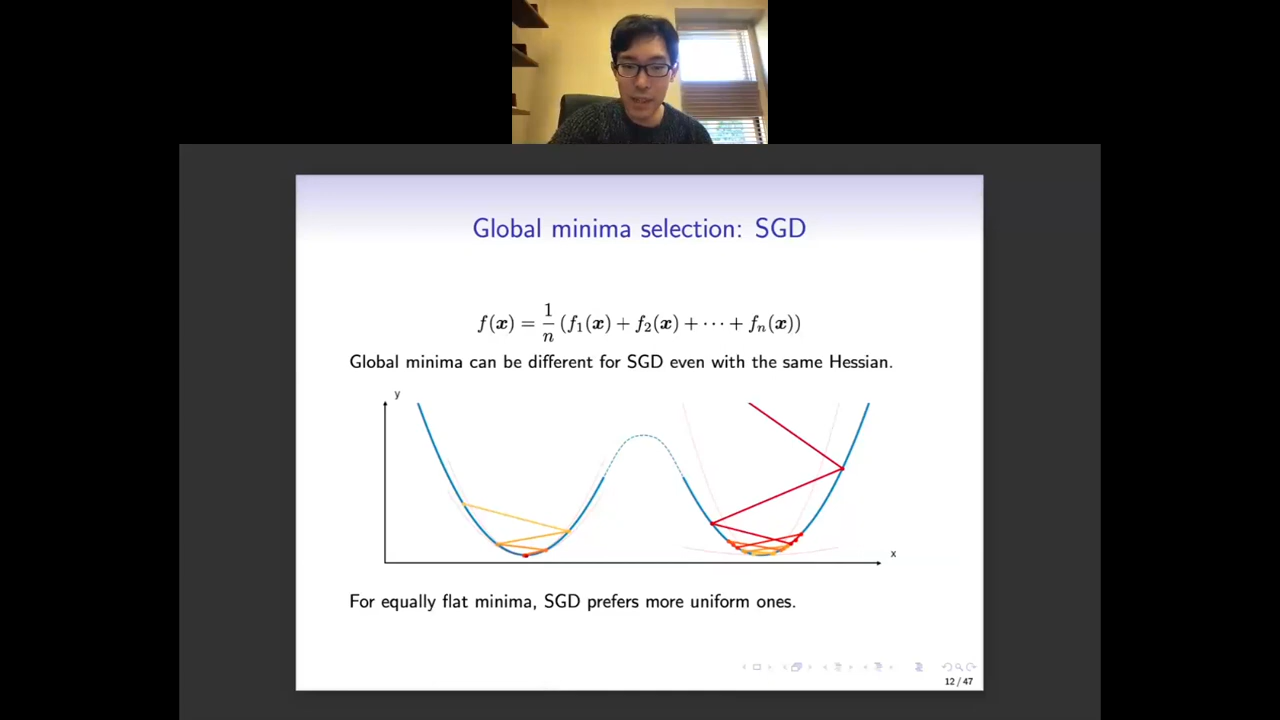 Global minima selection: SGD
f(x) = 1/n (f₁(x) + f₂(x) + ··· + fₙ(x))
Global minima can be different for SGD even with the same Hessian.
y
x
For equally flat minima, SGD prefers more uniform ones.
12 / 47